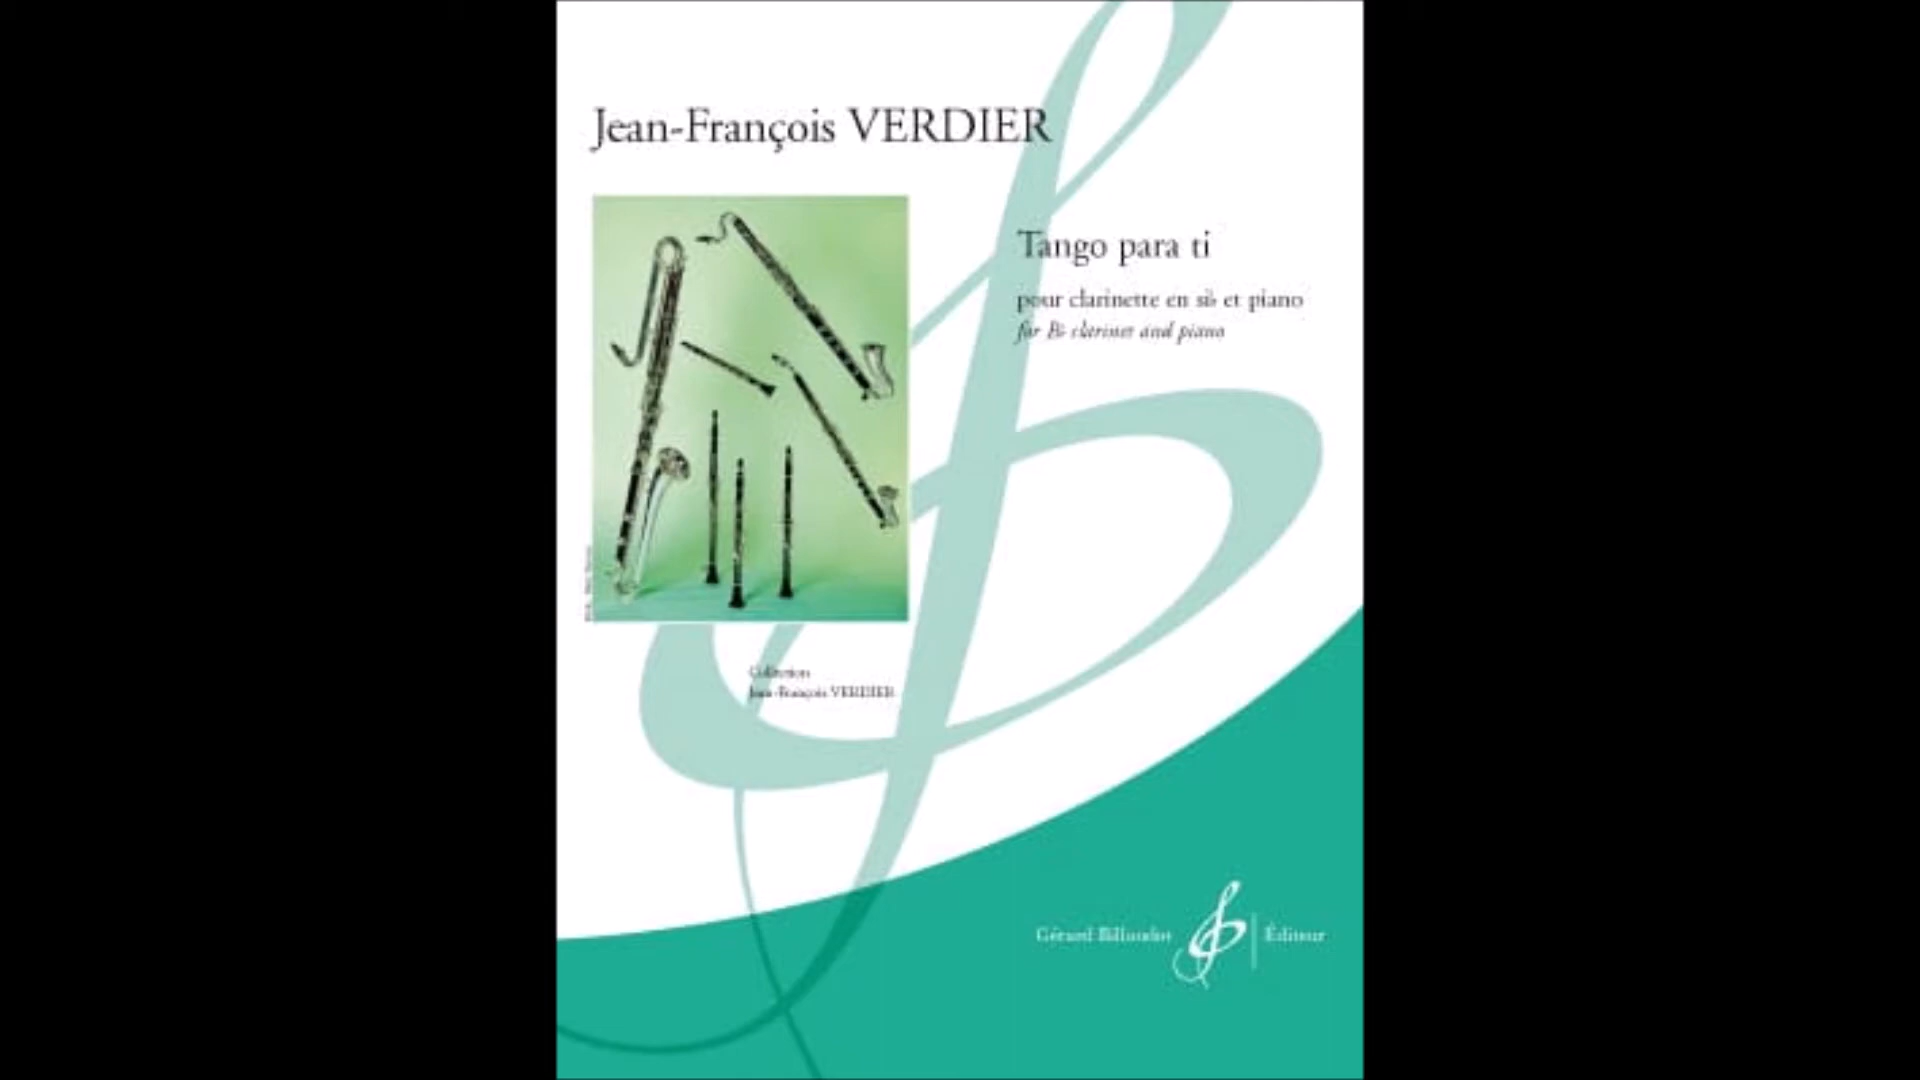 Jean-François VERDIER
Tango para ti
pour clarinette en si♭ et piano
for B♭ clarinet and piano
Collection
Jean-François VERDIER
Gérard Billaudot
Éditeur